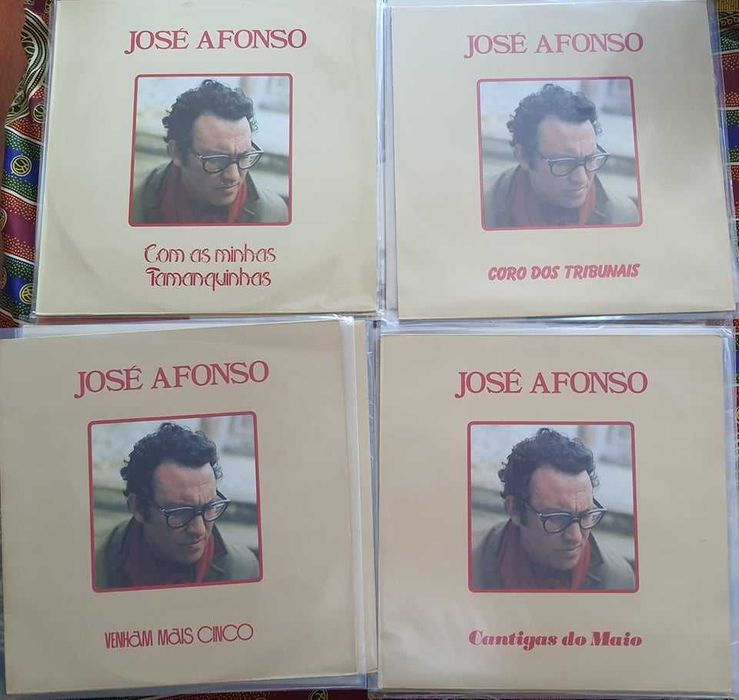 JOSÉ AFONSO
Com as minhas
Tamanquinhas
JOSÉ AFONSO
CORO DOS TRIBUNAIS
JOSÉ AFONSO
VENHAM MAIS CINCO
JOSÉ AFONSO
Cantigas do Maio